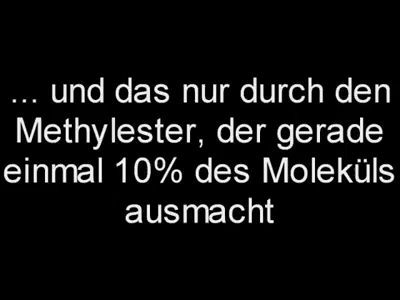 ... und das nur durch den
Methylester, der gerade
einmal 10% des Moleküls
ausmacht